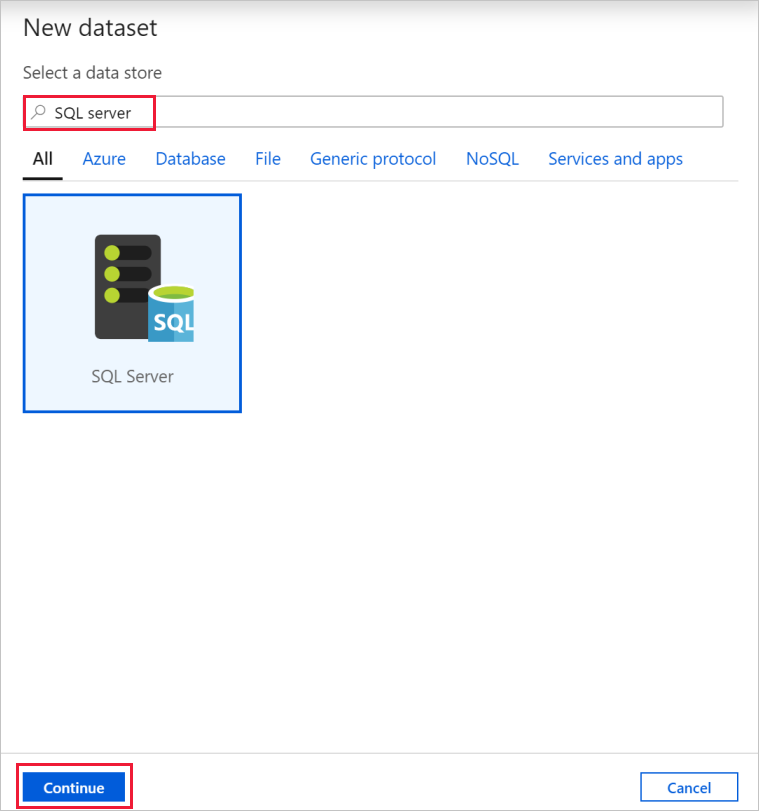 New dataset
Select a data store
SQL server
All Azure Database File Generic protocol NoSQL Services and apps
SQL
SQL Server
Continue Cancel